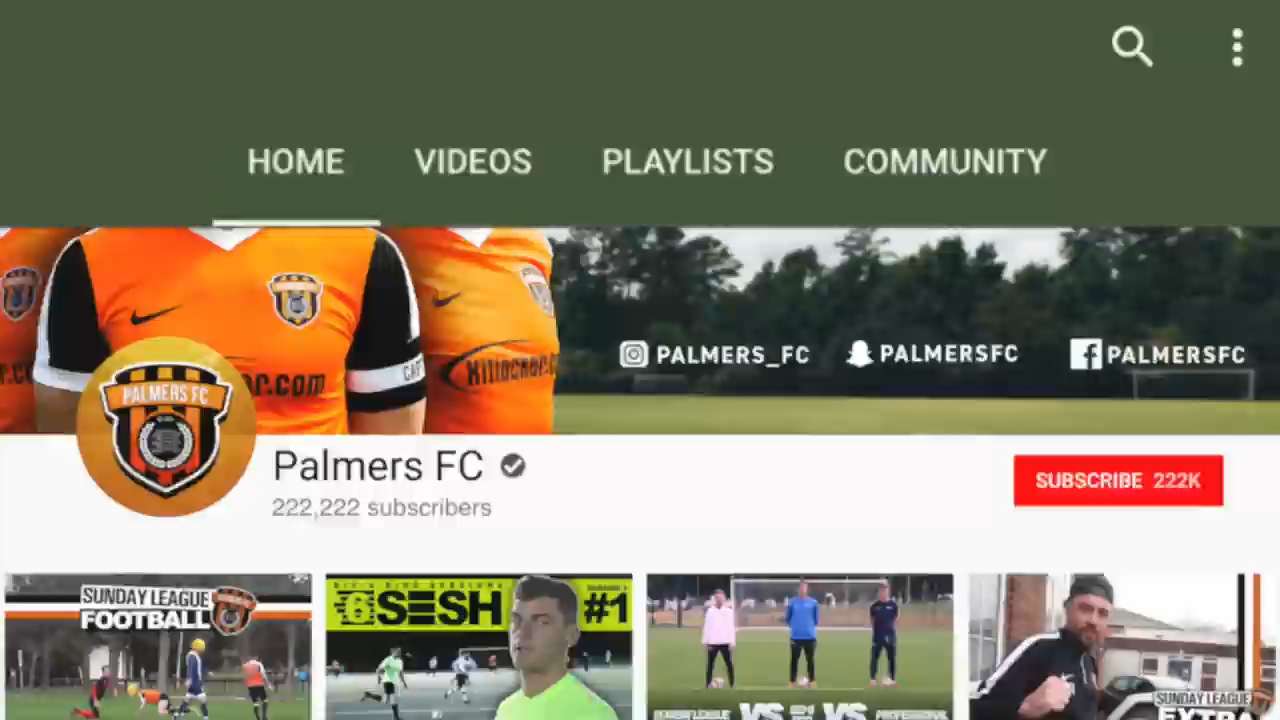 HOME VIDEOS PLAYLISTS COMMUNITY
PALMERS_FC PALMERSFC PALMERSFC
CAP
PALMERS FC
Palmers FC
222,222 subscribers
SUBSCRIBE 222K
SUNDAY LEAGUE
FOOTBALL
SESH #1
VS VS
SUNDAY LEAGUE
EXTRA